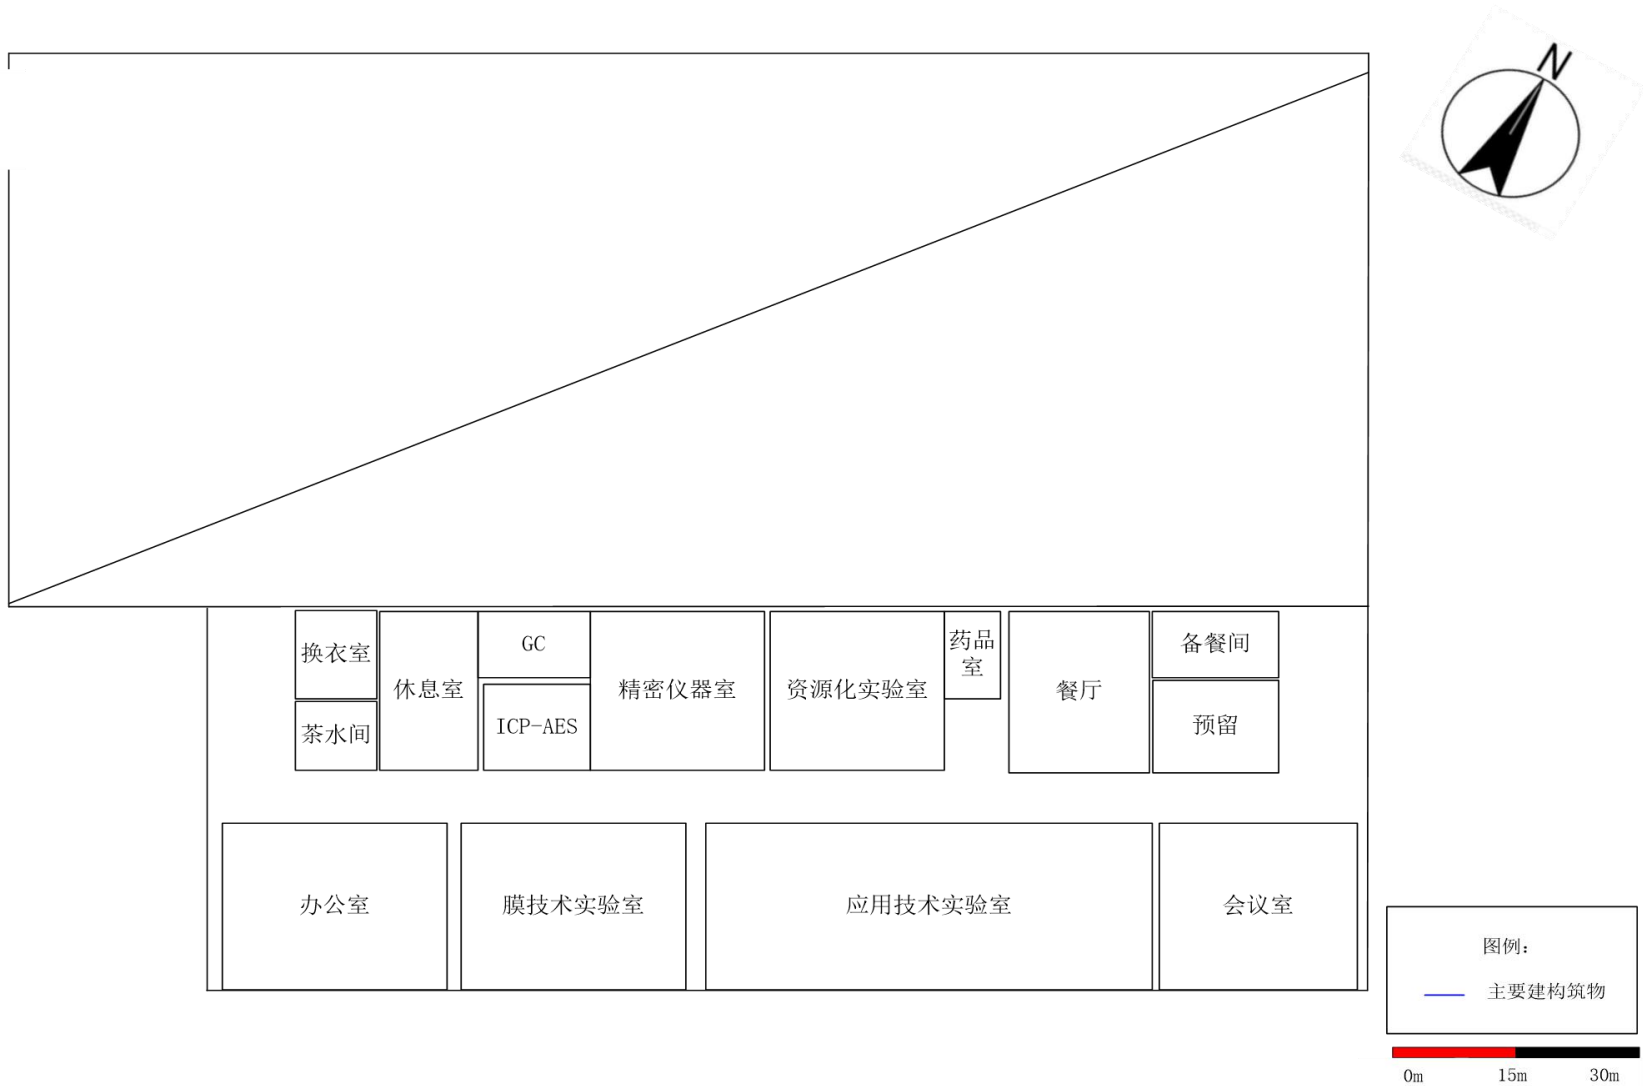 N
换衣室
茶水间
休息室
GC
ICP-AES
精密仪器室
资源化实验室
药品
室
餐厅
备餐间
预留
办公室
膜技术实验室
应用技术实验室
会议室
图例：
主要建构筑物
0m 15m 30m